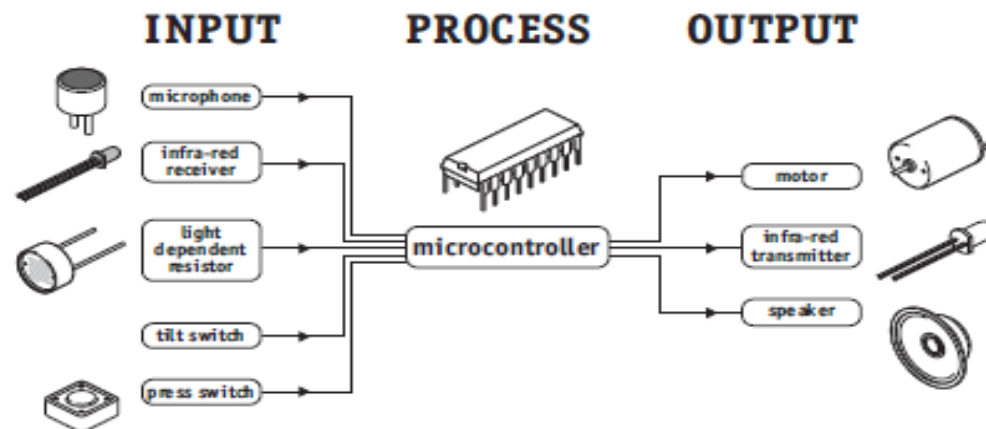 INPUT PROCESS OUTPUT
microphone
infra-red
receiver
light
dependent
resistor
tilt switch
press switch
microcontroller
motor
infra-red
transmitter
speaker